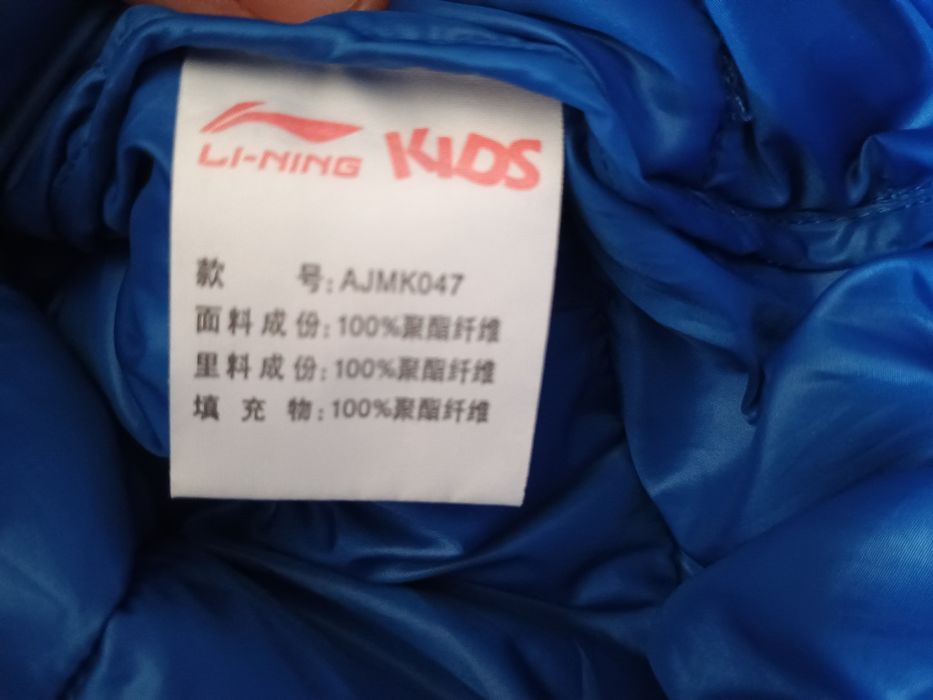 LI-NING KIDS
款 号: AJMK047
面料成份: 100%聚酯纤维
里料成份: 100%聚酯纤维
填充物: 100%聚酯纤维